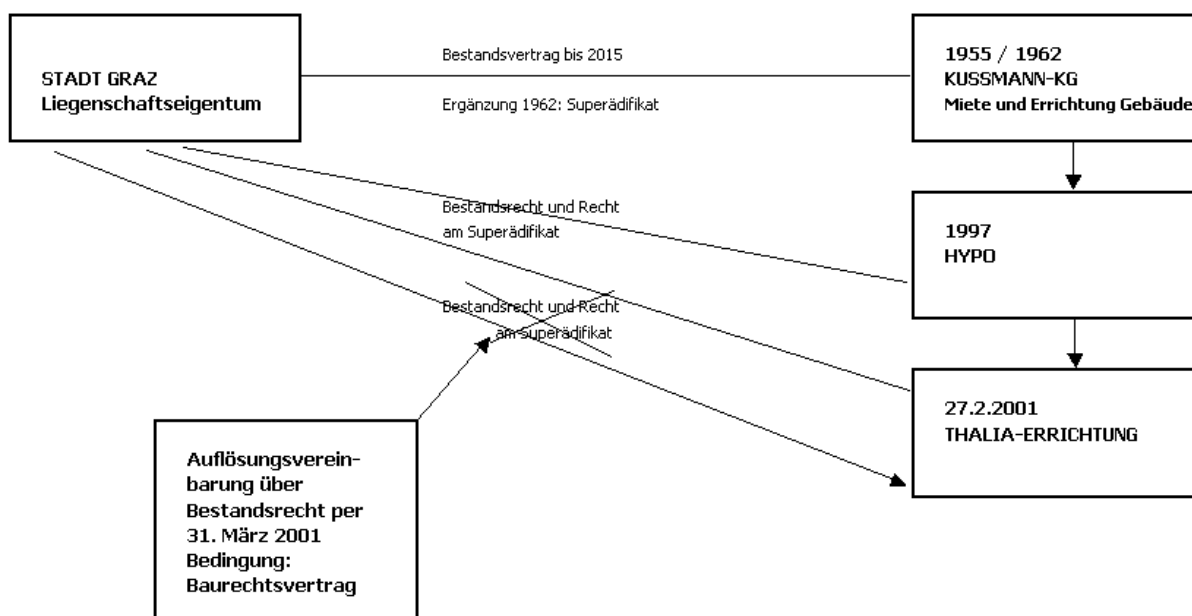 STADT GRAZ
Liegenschaftseigentum
Bestandsvertrag bis 2015
Ergänzung 1962: Superädifikat
1955 / 1962
KUSSMANN-KG
Miete und Errichtung Gebäude
Bestandsrecht und Recht
am Superädifikat
1997
HYPO
Bestandsrecht und Recht
am Superädifikat
27.2.2001
THALIA-ERRICHTUNG
Auflösungsverein-
barung über
Bestandsrecht per
31. März 2001
Bedingung:
Baurechtsvertrag